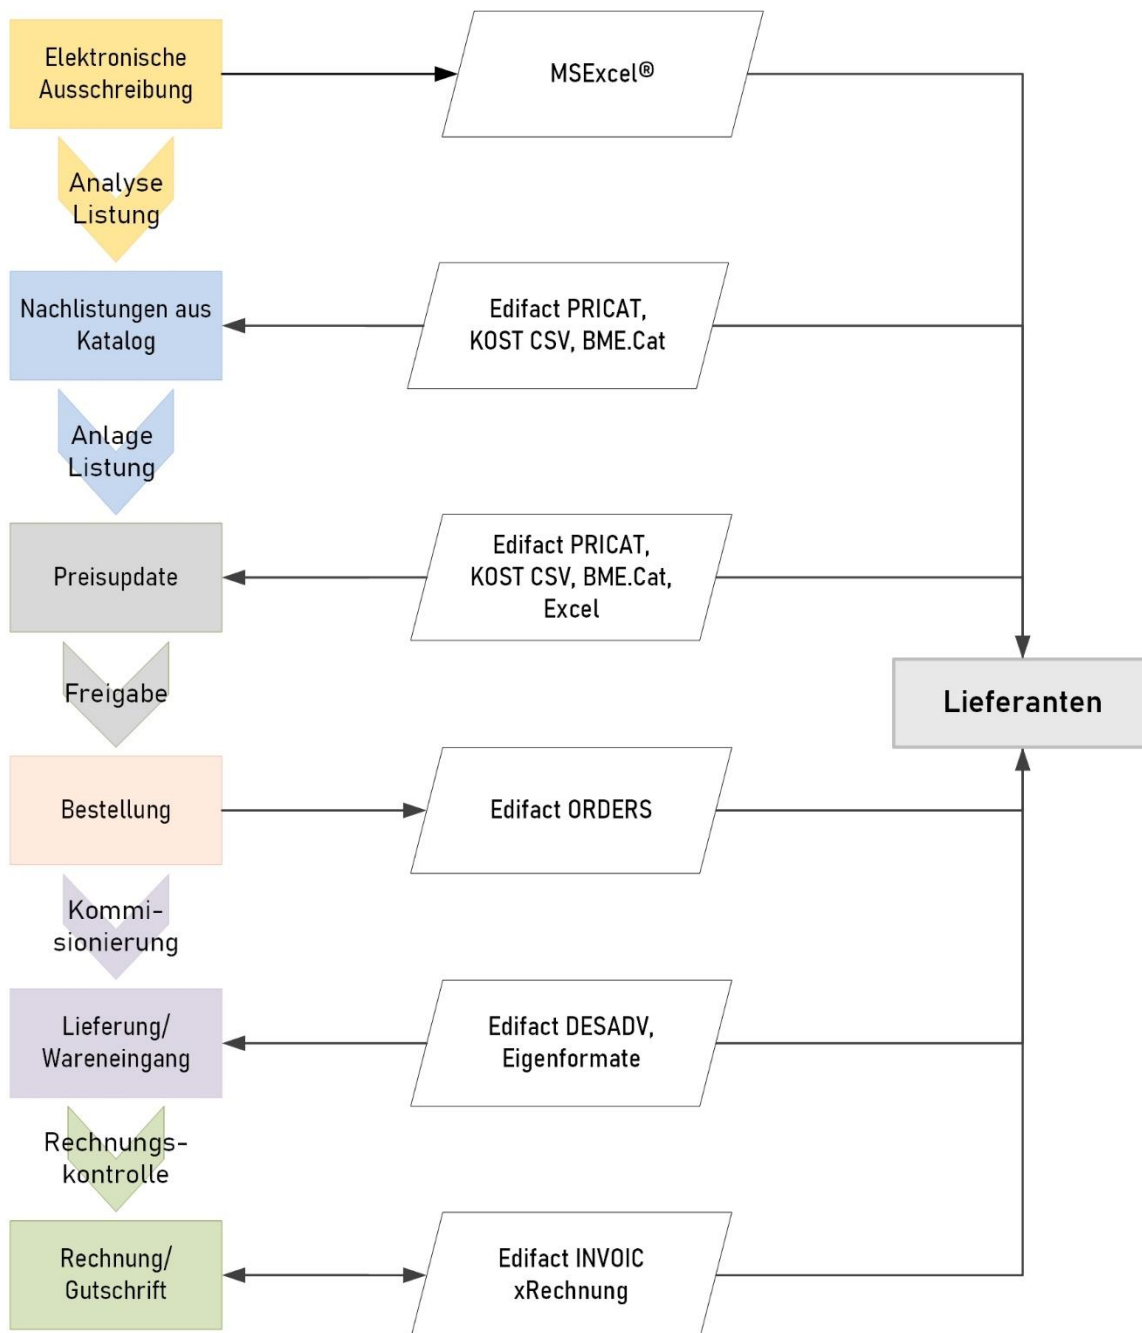 Elektronische
Ausschreibung
MSExcel®
Analyse
Listung
Nachlistungen aus
Katalog
Edifact PRICAT,
KOST CSV, BME.Cat
Anlage
Listung
Preisupdate
Edifact PRICAT,
KOST CSV, BME.Cat,
Excel
Freigabe
Lieferanten
Bestellung
Edifact ORDERS
Kommi-
sionierung
Lieferung/
Wareneingang
Edifact DESADV,
Eigenformate
Rechnungs-
kontrolle
Rechnung/
Gutschrift
Edifact INVOIC
xRechnung